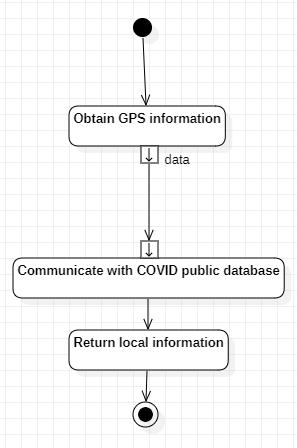 Obtain GPS information
data
Communicate with COVID public database
Return local information